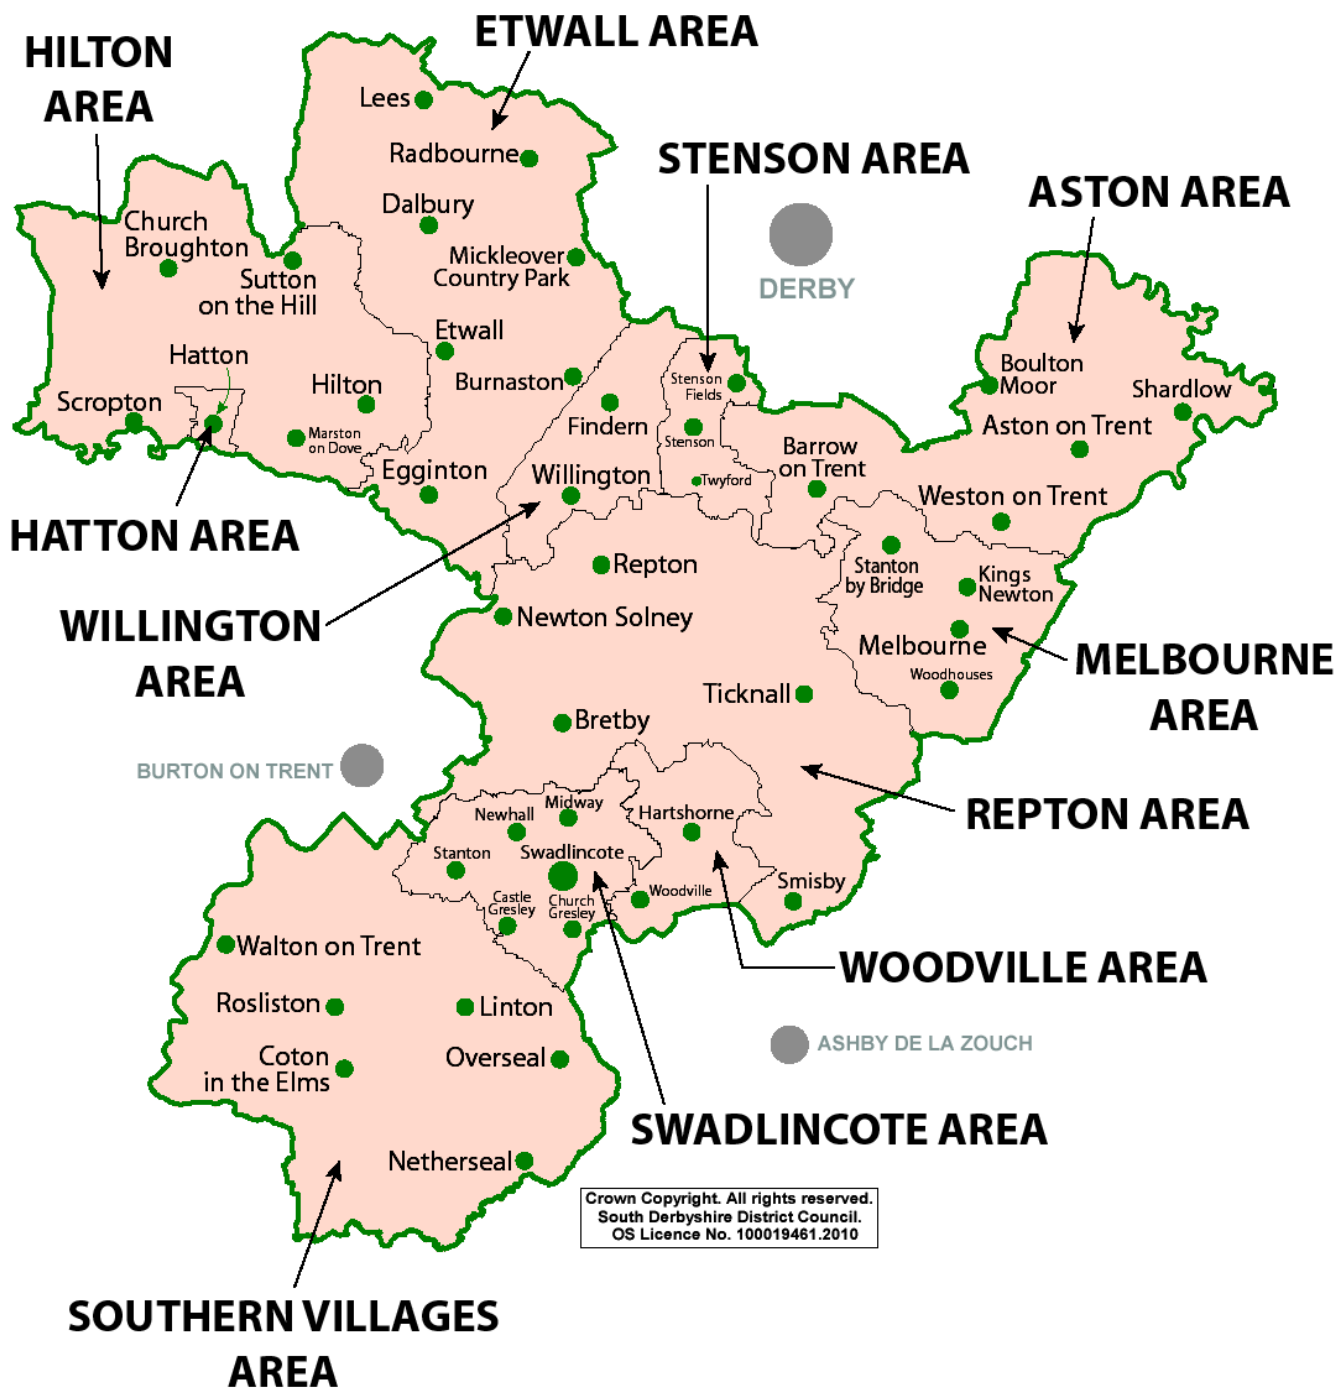 ETWALL AREA
HILTON
AREA
Lees
Radbourne
STENSON AREA
ASTON AREA
Dalbury
Church
Broughton
Mickleover
Country Park
Sutton
on the Hill
DERBY
Etwall
Hatton
Burnaston
Hilton
Scropton
Marston
on Dove
Egginton
Findern
Willington
Stenson
Fields
Stenson
Twyford
Barrow
on Trent
Boulton
Moor
Shardlow
Aston on Trent
Weston on Trent
HATTON AREA
Repton
Stanton
by Bridge
Kings
Newton
WILLINGTON
AREA
Newton Solney
Melbourne
Woodhouses
MELBOURNE
AREA
Ticknall
Bretby
BURTON ON TRENT
REPTON AREA
Newhall
Midway
Hartshorne
Stanton
Swadlincote
Castle
Gresley
Church
Gresley
Woodville
Smisby
Walton on Trent
WOODVILLE AREA
Rosliston
Linton
ASHBY DE LA ZOUCH
Coton
in the Elms
Overseal
SWADLINCOTE AREA
Netherseal
Crown Copyright. All rights reserved.
South Derbyshire District Council.
OS Licence No. 100019461.2010
SOUTHERN VILLAGES
AREA